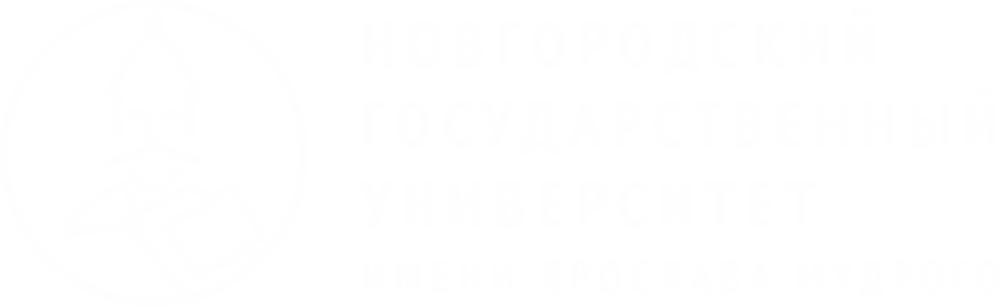 НОВГОРОДСКИЙ
ГОСУДАРСТВЕННЫЙ
УНИВЕРСИТЕТ
ИМЕНИ ЯРОСЛАВА МУДРОГО